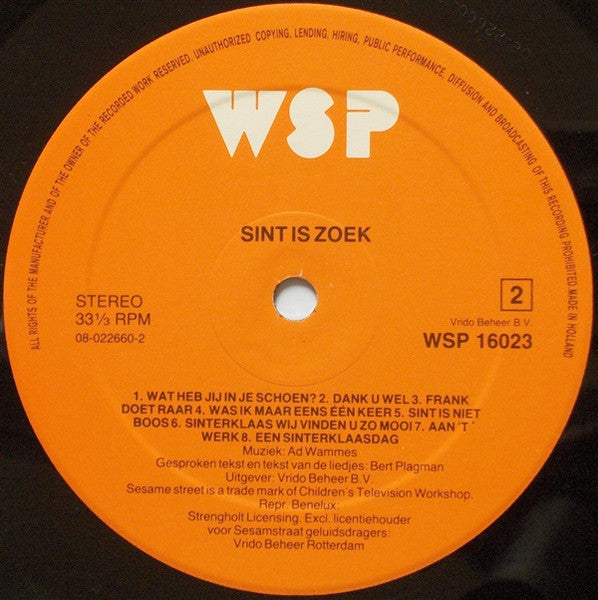 ALL RIGHTS OF THE MANUFACTURER AND OF THE OWNER OF THE RECORDED WORK RESERVED. UNAUTHORIZED COPYING, LENDING, HIRING, PUBLIC PERFORMANCE, DIFFUSION AND BROADCASTING OF THIS RECORDING PROHIBITED MADE IN HOLLAND
WSP
SINT IS ZOEK
STEREO
33⅓ RPM
08-022660-2
2
Vrido Beheer B.V.
WSP 16023
1. WAT HEB JIJ IN JE SCHOEN? 2. DANK U WEL 3. FRANK
DOET RAAR 4. WAS IK MAAR EENS ÉÉN KEER 5. SINT IS NIET
BOOS 6. SINTERKLAAS WIJ VINDEN U ZO MOOI 7. AAN 'T
WERK 8. EEN SINTERKLAASDAG
Muziek: Ad Wammes
Gesproken tekst en tekst van de liedjes: Bert Plagman
Uitgever: Vrido Beheer B.V.
Sesame street is a trade mark of Children's Television Workshop.
Repr. Benelux:
Strengholt Licensing. Excl. licentiehouder
voor Sesamstraat geluidsdragers:
Vrido Beheer Rotterdam